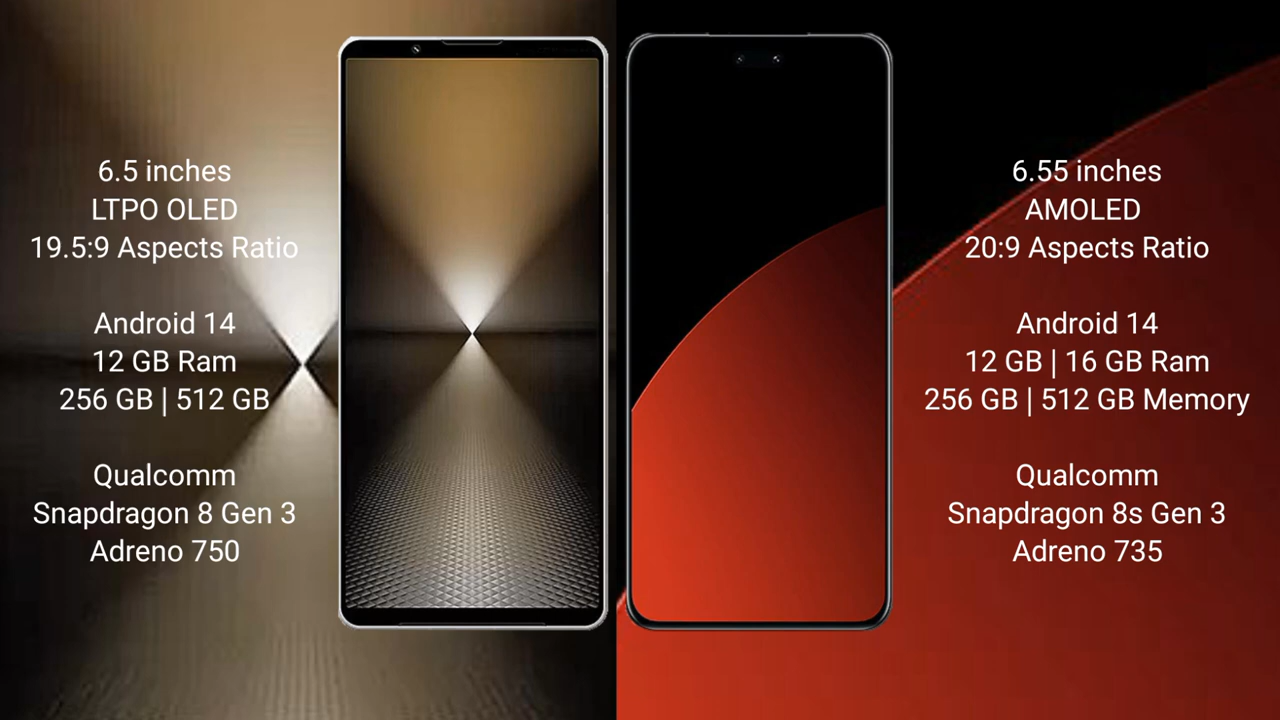 6.5 inches
LTPO OLED
19.5:9 Aspects Ratio
Android 14
12 GB Ram
256 GB | 512 GB
Qualcomm
Snapdragon 8 Gen 3
Adreno 750
6.55 inches
AMOLED
20:9 Aspects Ratio
Android 14
12 GB | 16 GB Ram
256 GB | 512 GB Memory
Qualcomm
Snapdragon 8s Gen 3
Adreno 735